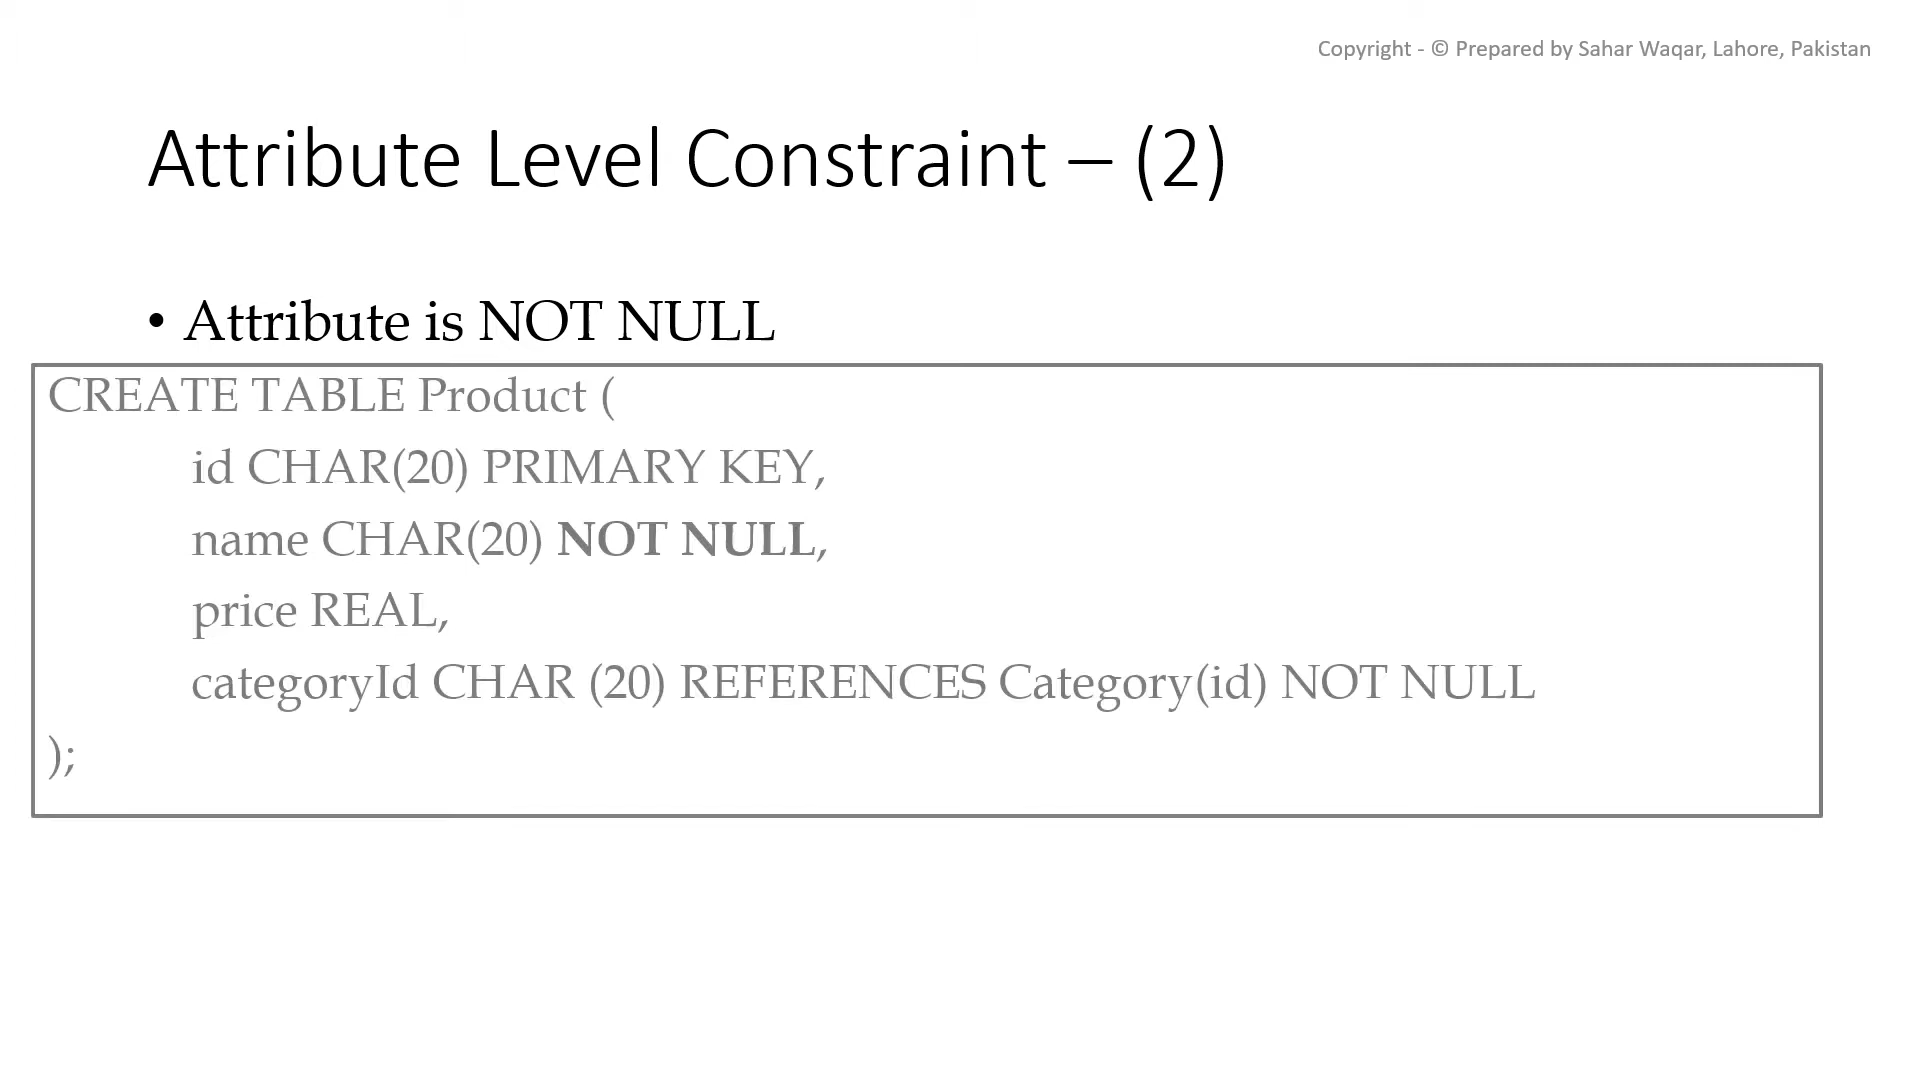 Copyright - © Prepared by Sahar Waqar, Lahore, Pakistan
Attribute Level Constraint – (2)
• Attribute is NOT NULL
CREATE TABLE Product (
id CHAR(20) PRIMARY KEY,
name CHAR(20) NOT NULL,
price REAL,
categoryId CHAR (20) REFERENCES Category(id) NOT NULL
);